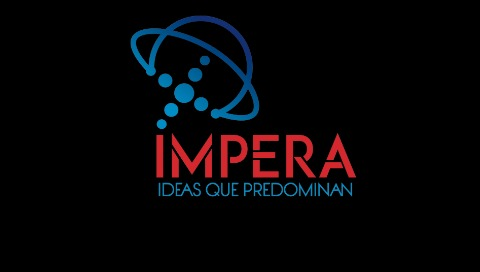 IMPERA
IDEAS QUE PREDOMINAN